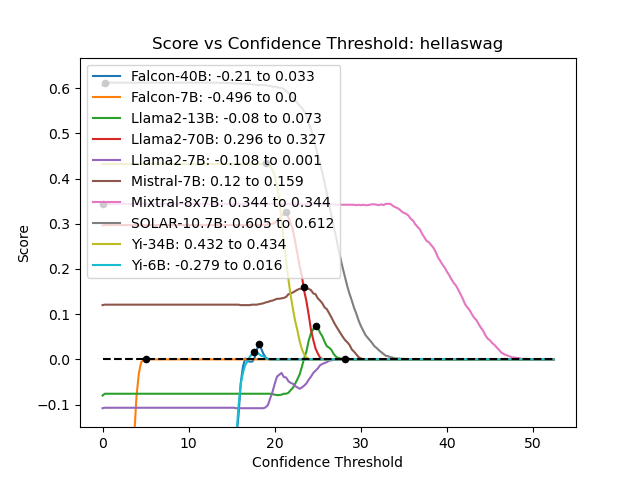 Score vs Confidence Threshold: hellaswag
Score
0.6
0.5
0.4
0.3
0.2
0.1
0.0
−0.1
Falcon-40B: -0.21 to 0.033
Falcon-7B: -0.496 to 0.0
Llama2-13B: -0.08 to 0.073
Llama2-70B: 0.296 to 0.327
Llama2-7B: -0.108 to 0.001
Mistral-7B: 0.12 to 0.159
Mixtral-8x7B: 0.344 to 0.344
SOLAR-10.7B: 0.605 to 0.612
Yi-34B: 0.432 to 0.434
Yi-6B: -0.279 to 0.016
0 10 20 30 40 50
Confidence Threshold